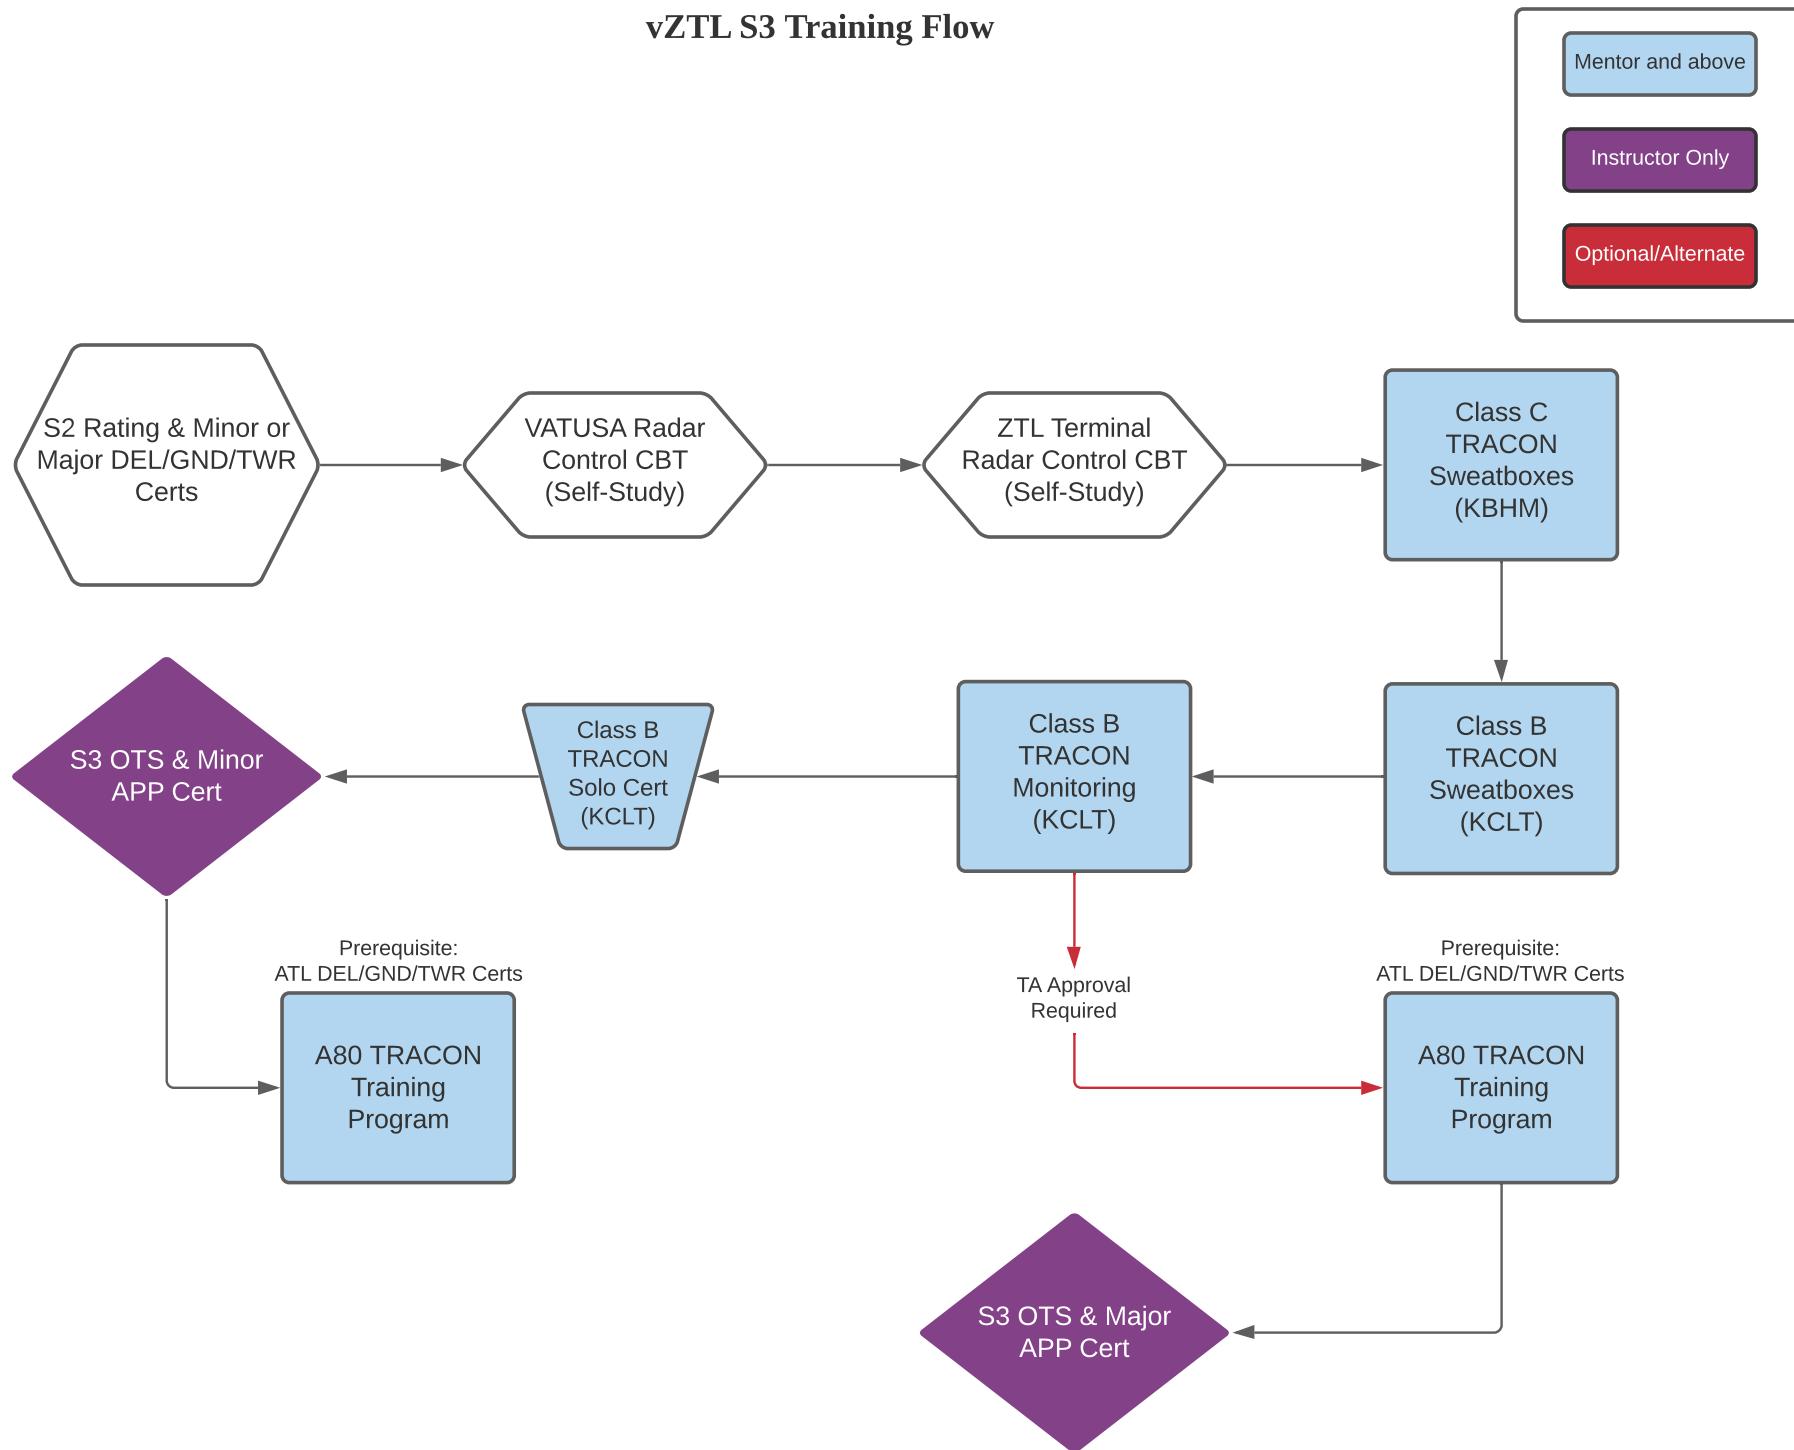 vZTL S3 Training Flow
Mentor and above
Instructor Only
Optional/Alternate
S2 Rating & Minor or
Major DEL/GND/TWR
Certs
VATUSA Radar
Control CBT
(Self-Study)
ZTL Terminal
Radar Control CBT
(Self-Study)
Class C
TRACON
Sweatboxes
(KBHM)
Class B
TRACON
Sweatboxes
(KCLT)
Class B
TRACON
Monitoring
(KCLT)
Class B
TRACON
Solo Cert
(KCLT)
S3 OTS & Minor
APP Cert
Prerequisite:
ATL DEL/GND/TWR Certs
A80 TRACON
Training
Program
TA Approval
Required
Prerequisite:
ATL DEL/GND/TWR Certs
A80 TRACON
Training
Program
S3 OTS & Major
APP Cert